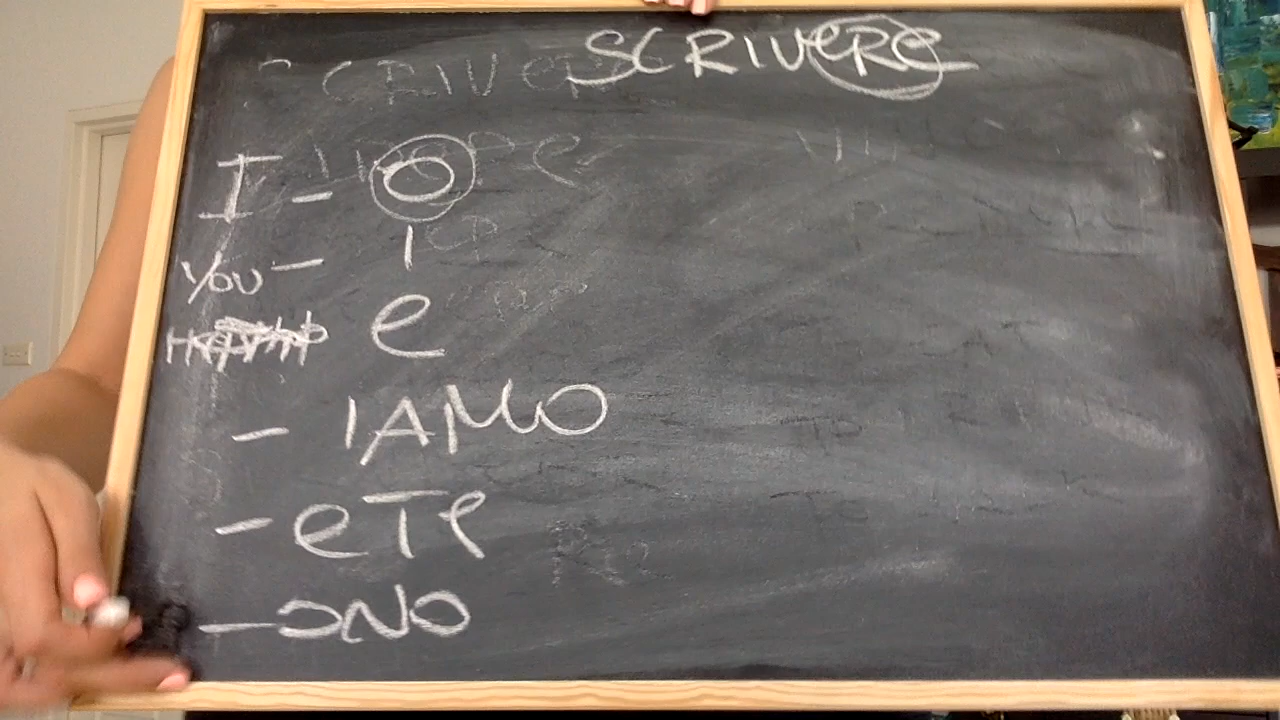 SCRIVeRe
I - O
YOU - I
e
- IAMO
- eTe
- ONO